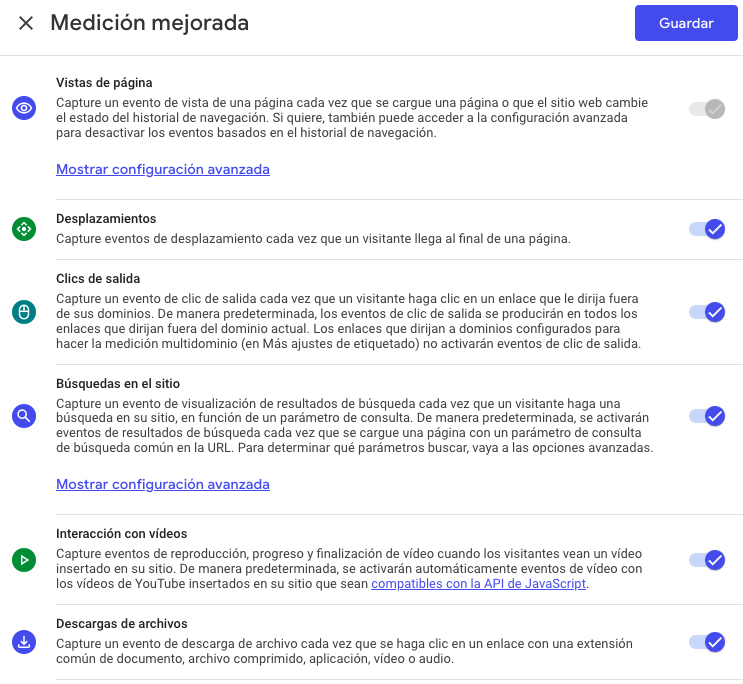 Medición mejorada
Guardar
Vistas de página
Capture un evento de vista de una página cada vez que se cargue una página o que el sitio web cambie
el estado del historial de navegación. Si quiere, también puede acceder a la configuración avanzada
para desactivar los eventos basados en el historial de navegación.
Mostrar configuración avanzada
Desplazamientos
Capture eventos de desplazamiento cada vez que un visitante llega al final de una página.
Clics de salida
Capture un evento de clic de salida cada vez que un visitante haga clic en un enlace que le dirija fuera
de sus dominios. De manera predeterminada, los eventos de clic de salida se producirán en todos los
enlaces que dirijan fuera del dominio actual. Los enlaces que dirijan a dominios configurados para
hacer la medición multidominio (en Más ajustes de etiquetado) no activarán eventos de clic de salida.
Búsquedas en el sitio
Capture un evento de visualización de resultados de búsqueda cada vez que un visitante haga una
búsqueda en su sitio, en función de un parámetro de consulta. De manera predeterminada, se activarán
eventos de resultados de búsqueda cada vez que se cargue una página con un parámetro de consulta
de búsqueda común en la URL. Para determinar qué parámetros buscar, vaya a las opciones avanzadas.
Mostrar configuración avanzada
Interacción con vídeos
Capture eventos de reproducción, progreso y finalización de vídeo cuando los visitantes vean un vídeo
insertado en su sitio. De manera predeterminada, se activarán automáticamente eventos de vídeo con
los vídeos de YouTube insertados en su sitio que sean compatibles con la API de JavaScript.
Descargas de archivos
Capture un evento de descarga de archivo cada vez que se haga clic en un enlace con una extensión
común de documento, archivo comprimido, aplicación, vídeo o audio.